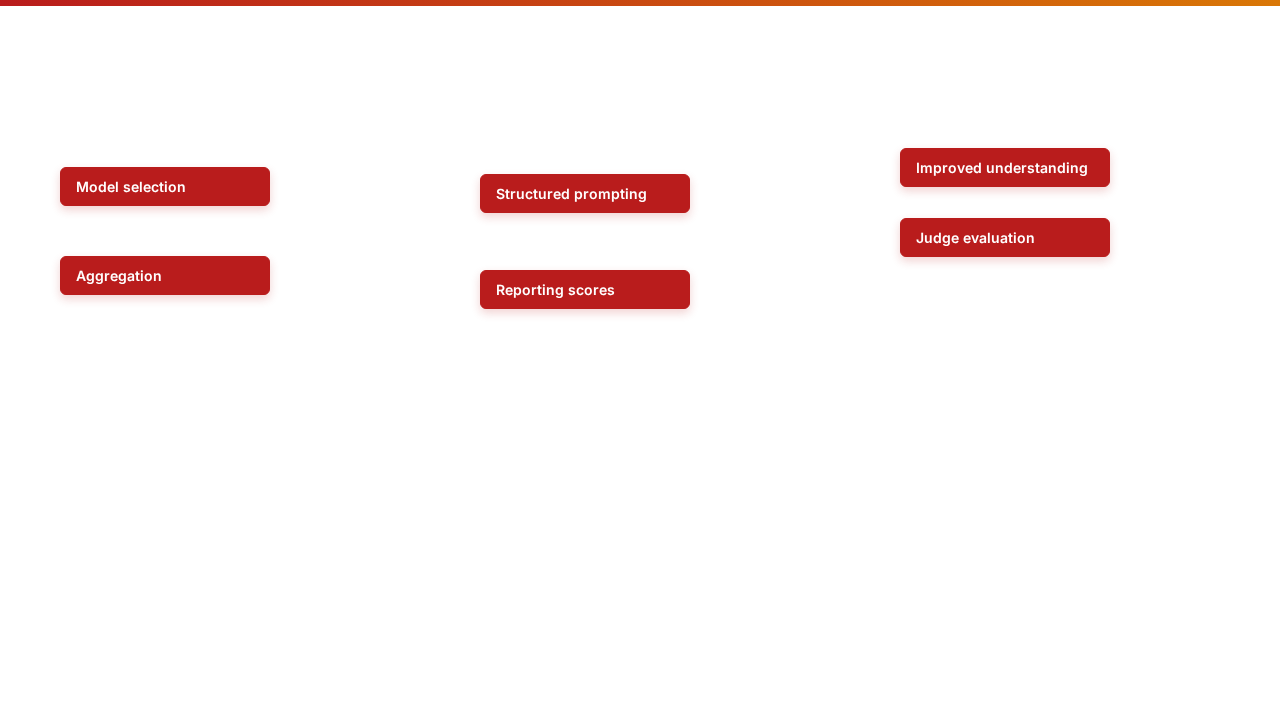 Model selection
Structured prompting
Improved understanding
Aggregation
Reporting scores
Judge evaluation